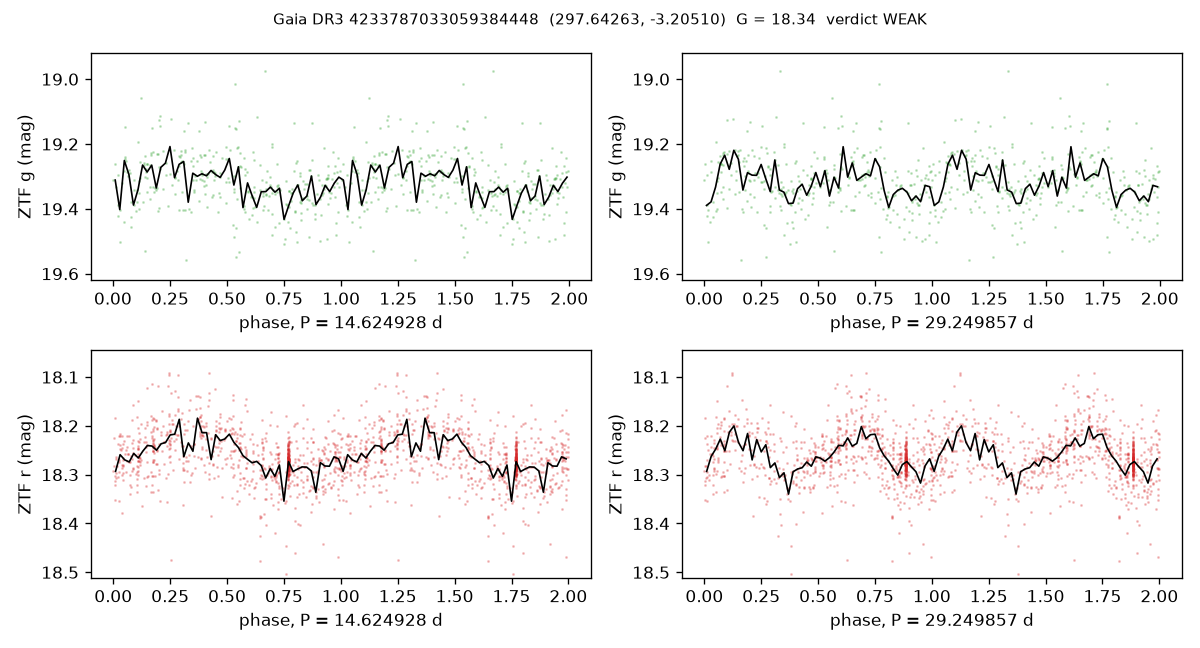 Gaia DR3 4233787033059384448 (297.64263, -3.20510) G = 18.34 verdict WEAK
ZTF g (mag)
19.0
19.2
19.4
19.6
0.00 0.25 0.50 0.75 1.00 1.25 1.50 1.75 2.00
phase, P = 14.624928 d
ZTF g (mag)
19.0
19.2
19.4
19.6
0.00 0.25 0.50 0.75 1.00 1.25 1.50 1.75 2.00
phase, P = 29.249857 d
ZTF r (mag)
18.1
18.2
18.3
18.4
18.5
0.00 0.25 0.50 0.75 1.00 1.25 1.50 1.75 2.00
phase, P = 14.624928 d
ZTF r (mag)
18.1
18.2
18.3
18.4
18.5
0.00 0.25 0.50 0.75 1.00 1.25 1.50 1.75 2.00
phase, P = 29.249857 d